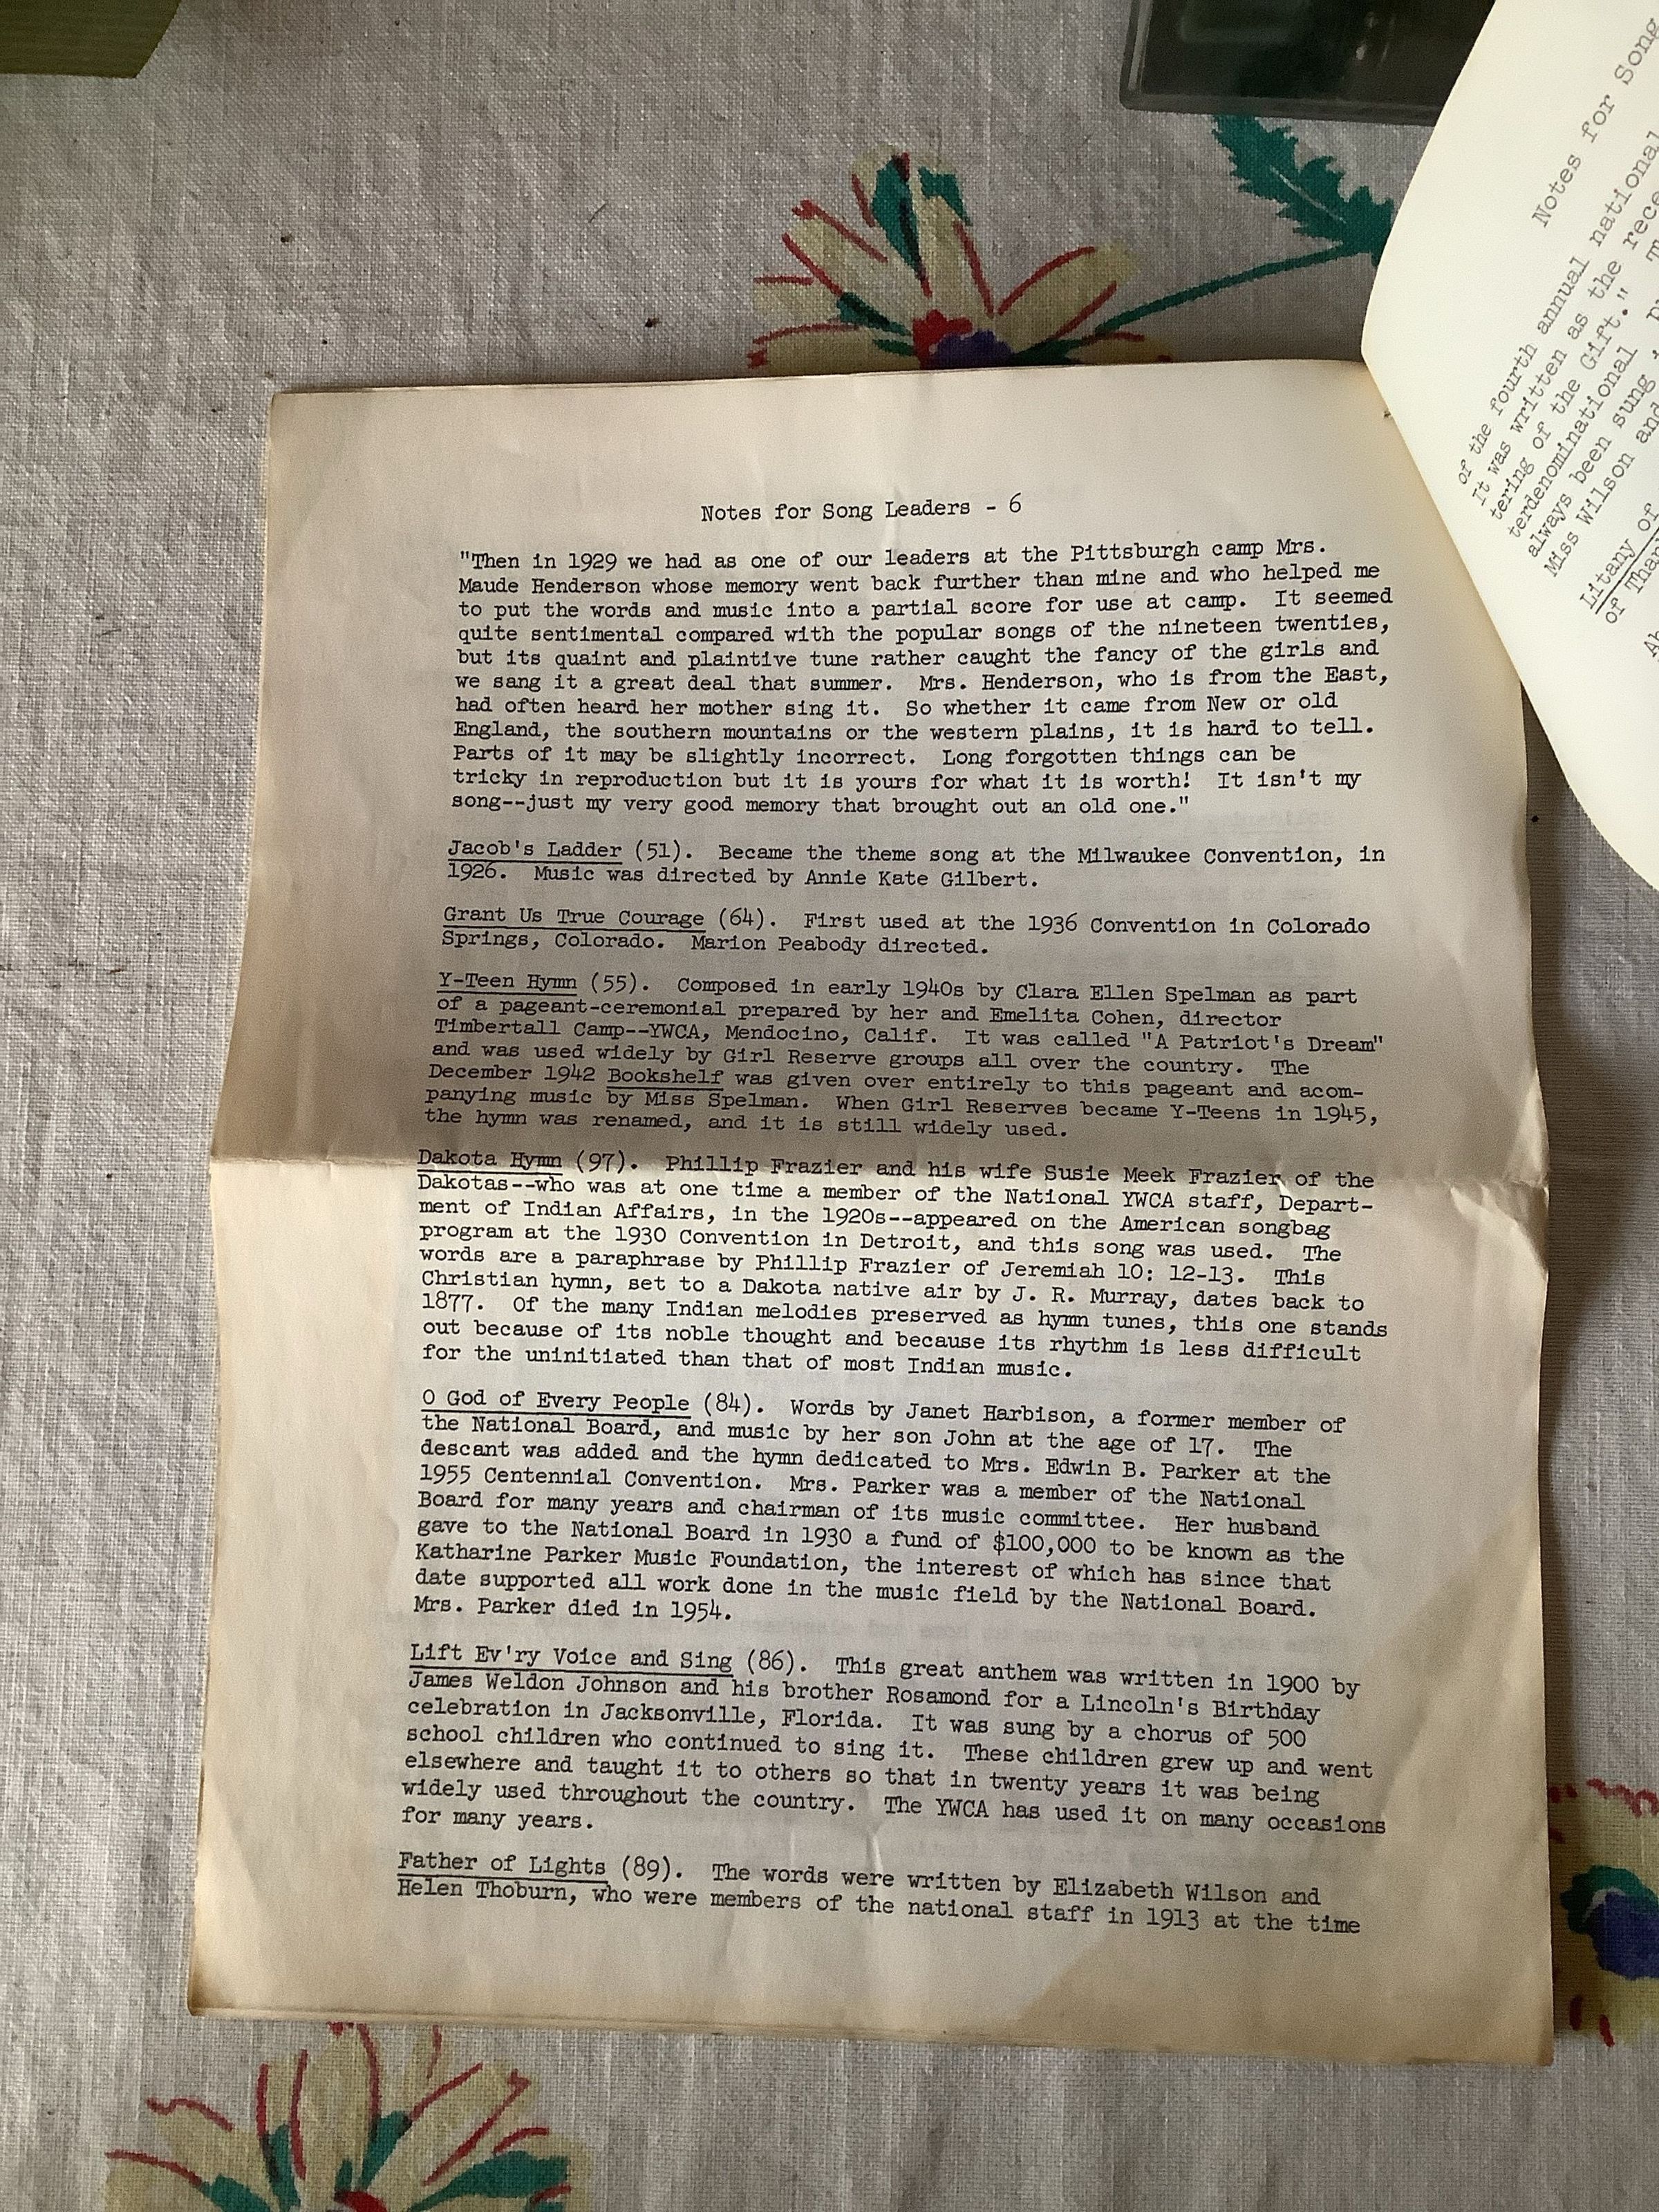 Notes for Song Leaders - 6
"Then in 1929 we had as one of our leaders at the Pittsburgh camp Mrs.
Maude Henderson whose memory went back further than mine and who helped me
to put the words and music into a partial score for use at camp. It seemed
quite sentimental compared with the popular songs of the nineteen twenties,
but its quaint and plaintive tune rather caught the fancy of the girls and
we sang it a great deal that summer. Mrs. Henderson, who is from the East,
had often heard her mother sing it. So whether it came from New or old
England, the southern mountains or the western plains, it is hard to tell.
Parts of it may be slightly incorrect. Long forgotten things can be
tricky in reproduction but it is yours for what it is worth! It isn't my
song--just my very good memory that brought out an old one."
Jacob's Ladder (51). Became the theme song at the Milwaukee Convention, in
1926. Music was directed by Annie Kate Gilbert.
Grant Us True Courage (64). First used at the 1936 Convention in Colorado
Springs, Colorado. Marion Peabody directed.
Y-Teen Hymn (55). Composed in early 1940s by Clara Ellen Spelman as part
of a pageant-ceremonial prepared by her and Emelita Cohen, director
Timbertall Camp--YWCA, Mendocino, Calif. It was called "A Patriot's Dream"
and was used widely by Girl Reserve groups all over the country. The
December 1942 Bookshelf was given over entirely to this pageant and acom-
panying music by Miss Spelman. When Girl Reserves became Y-Teens in 1945,
the hymn was renamed, and it is still widely used.
Dakota Hymn (97). Phillip Frazier and his wife Susie Meek Frazier of the
Dakotas--who was at one time a member of the National YWCA staff, Depart-
ment of Indian Affairs, in the 1920s--appeared on the American songbag
program at the 1930 Convention in Detroit, and this song was used. The
words are a paraphrase by Phillip Frazier of Jeremiah 10: 12-13. This
Christian hymn, set to a Dakota native air by J. R. Murray, dates back to
1877. Of the many Indian melodies preserved as hymn tunes, this one stands
out because of its noble thought and because its rhythm is less difficult
for the uninitiated than that of most Indian music.
O God of Every People (84). Words by Janet Harbison, a former member of
the National Board, and music by her son John at the age of 17. The
descant was added and the hymn dedicated to Mrs. Edwin B. Parker at the
1955 Centennial Convention. Mrs. Parker was a member of the National
Board for many years and chairman of its music committee. Her husband
gave to the National Board in 1930 a fund of $100,000 to be known as the
Katharine Parker Music Foundation, the interest of which has since that
date supported all work done in the music field by the National Board.
Mrs. Parker died in 1954.
Lift Ev'ry Voice and Sing (86). This great anthem was written in 1900 by
James Weldon Johnson and his brother Rosamond for a Lincoln's Birthday
celebration in Jacksonville, Florida. It was sung by a chorus of 500
school children who continued to sing it. These children grew up and went
elsewhere and taught it to others so that in twenty years it was being
widely used throughout the country. The YWCA has used it on many occasions
for many years.
Father of Lights (89). The words were written by Elizabeth Wilson and
Helen Thoburn, who were members of the national staff in 1913 at the time
Notes for Song
of the fourth annual national
It was written as the
tering of the Gift."
terdenominational
always been sung
Miss Wilson and
Litany of
of